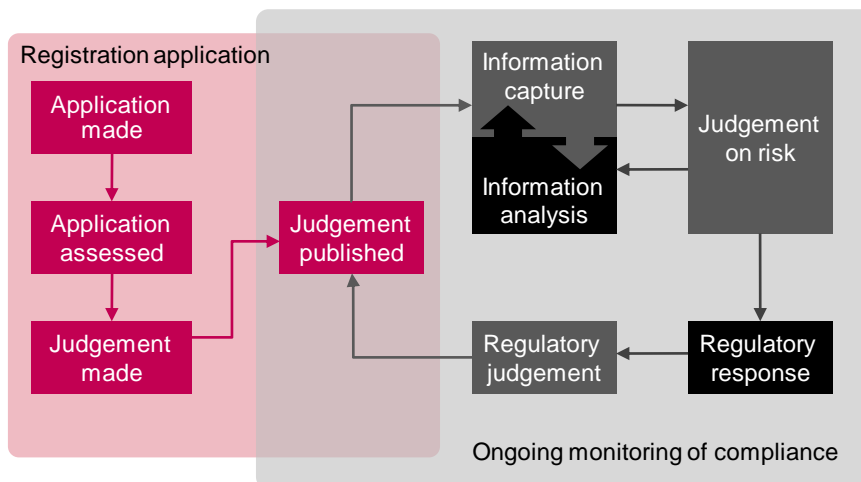 Registration application
Application
made
Application
assessed
Judgement
made
Judgement
published
Information
capture
Information
analysis
Judgement
on risk
Regulatory
response
Regulatory
judgement
Ongoing monitoring of compliance